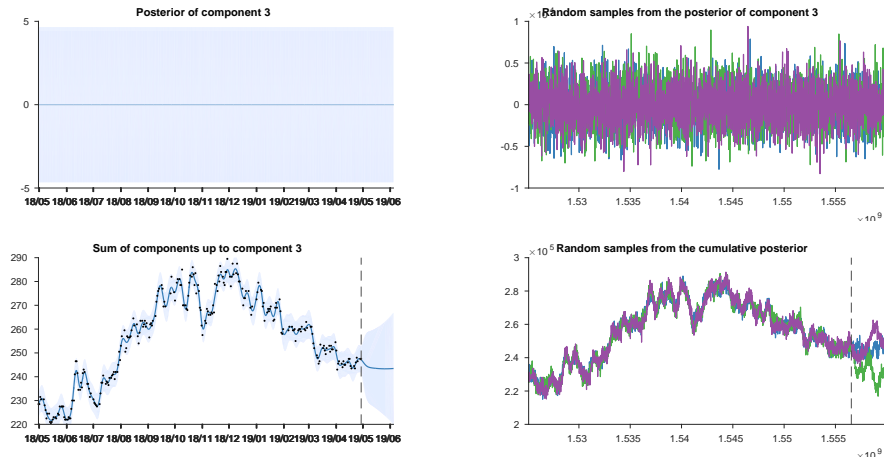 Posterior of component 3
5
0
-5
18/05 18/06 18/07 18/08 18/09 18/10 18/11 18/12 19/01 19/02 19/03 19/04 19/05 19/06
Random samples from the posterior of component 3
1
0.5
0
-0.5
-1
1.53 1.535 1.54 1.545 1.55 1.555
Sum of components up to component 3
290
280
270
260
250
240
230
220
18/05 18/06 18/07 18/08 18/09 18/10 18/11 18/12 19/01 19/02 19/03 19/04 19/05 19/06
×10⁵ Random samples from the cumulative posterior
3
2.8
2.6
2.4
2.2
2
1.53 1.535 1.54 1.545 1.55 1.555
×10⁹